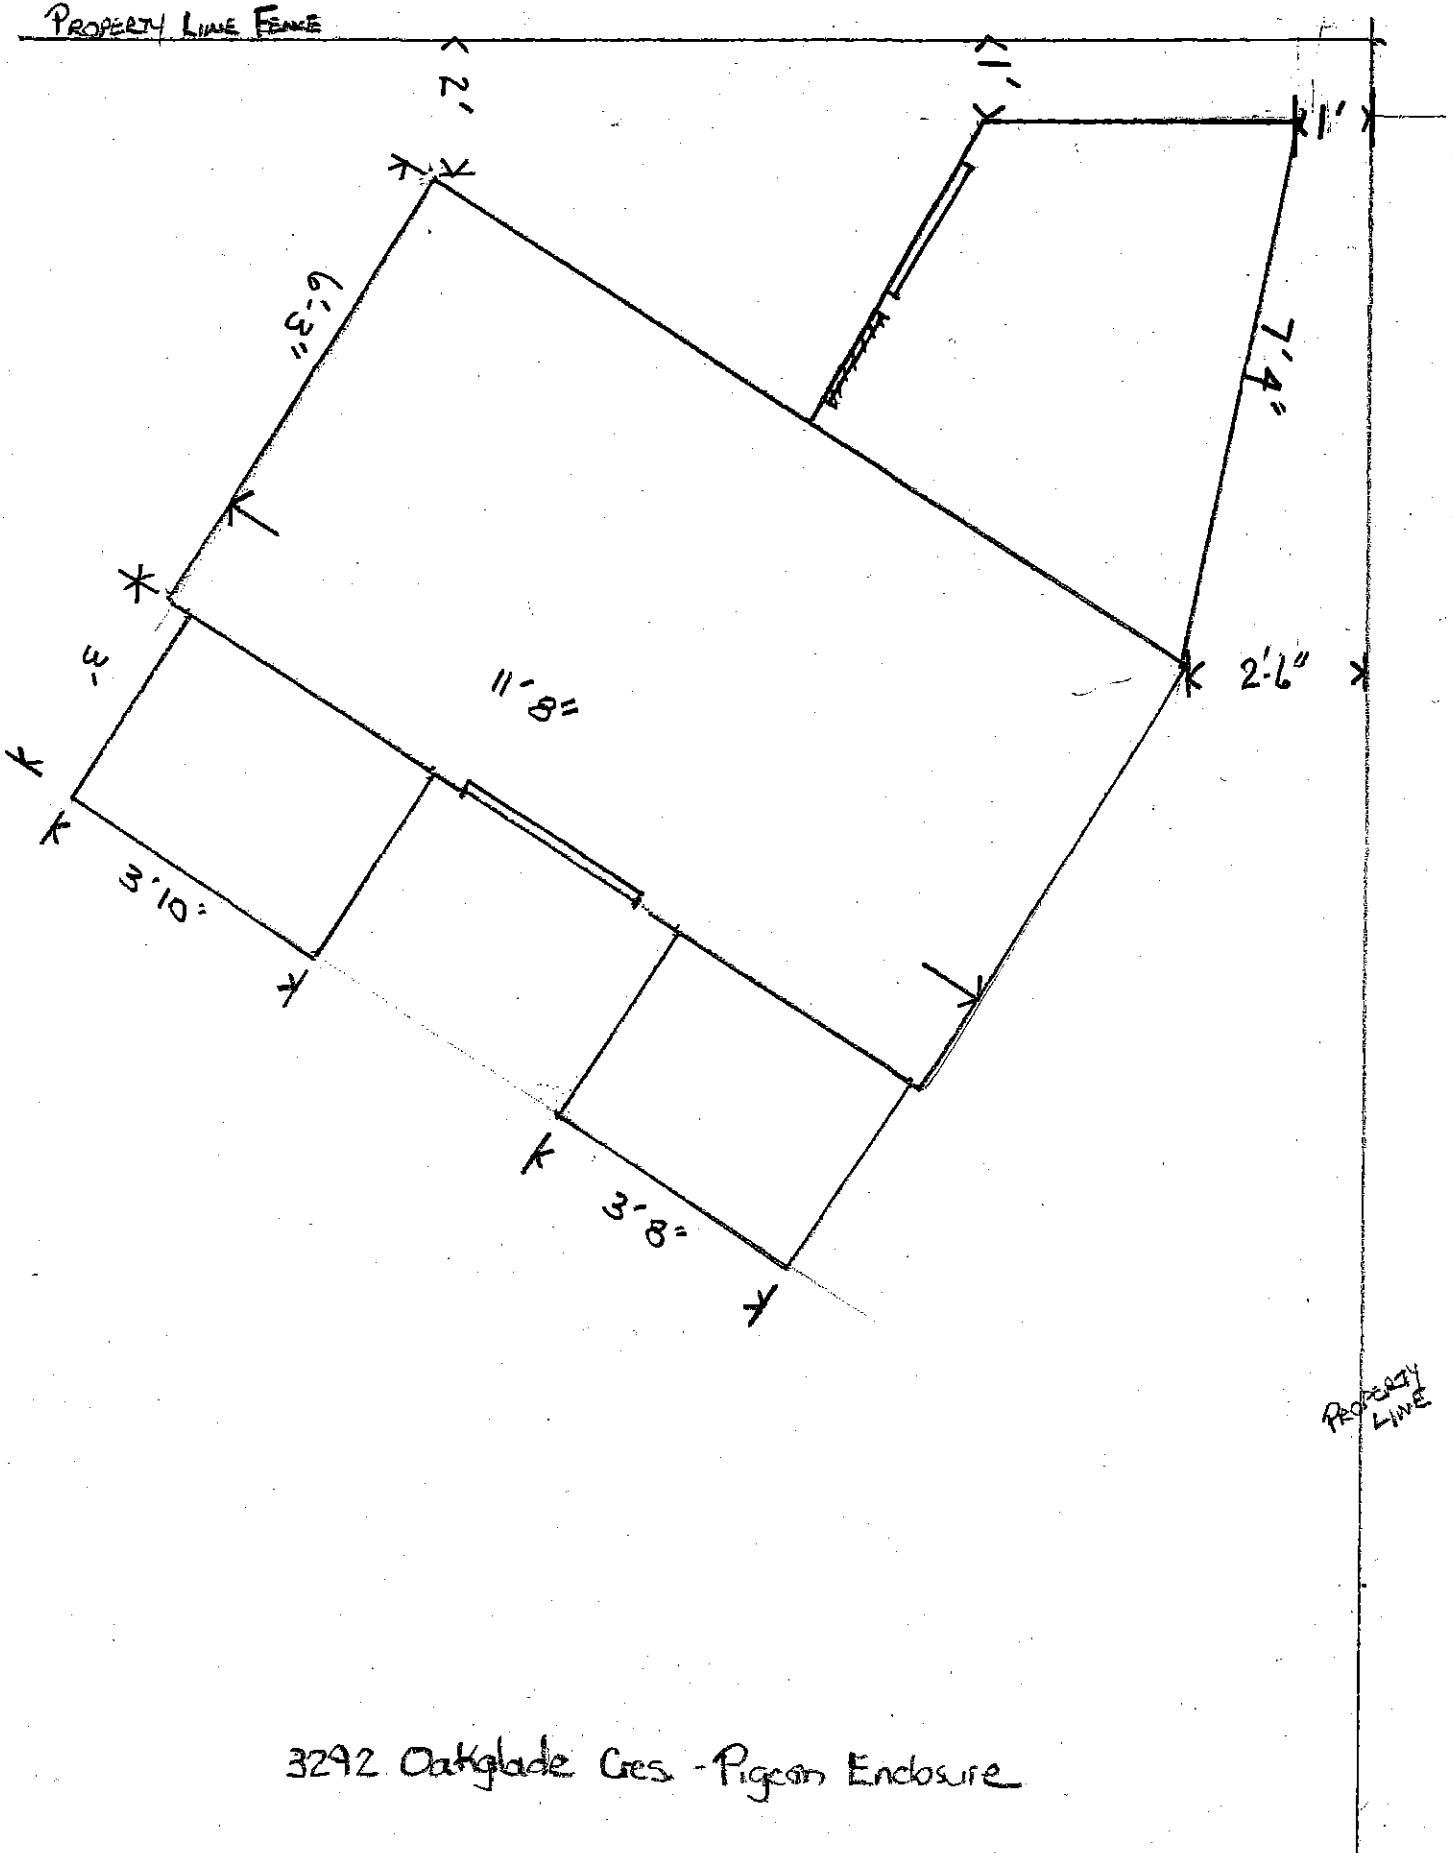 PROPERTY LINE FENCE
2'
1'
1'
6'-3"
7'4"
3'
11'8"
2'-6"
3'10"
3'8"
PROPERTY
LINE
3292 Oakglade Cres. - Pigeon Enclosure